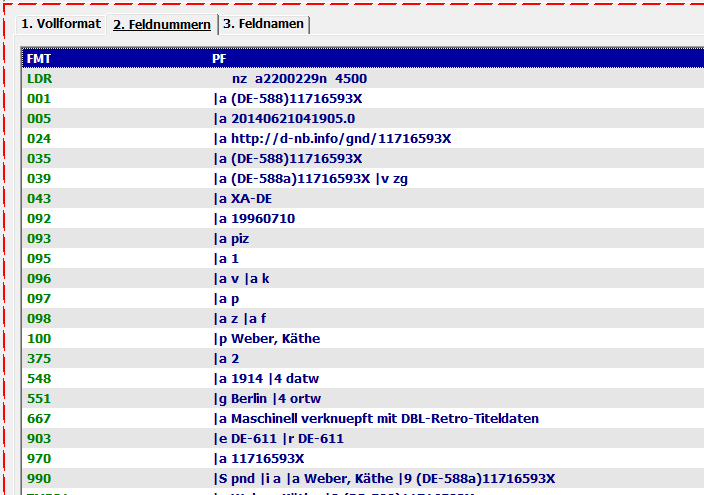 1. Vollformat 2. Feldnummern 3. Feldnamen
FMT PF
LDR nz a2200229n 4500
001 |a (DE-588)11716593X
005 |a 20140621041905.0
024 |a http://d-nb.info/gnd/11716593X
035 |a (DE-588)11716593X
039 |a (DE-588a)11716593X |v zg
043 |a XA-DE
092 |a 19960710
093 |a piz
095 |a 1
096 |a v |a k
097 |a p
098 |a z |a f
100 |p Weber, Käthe
375 |a 2
548 |a 1914 |4 datw
551 |g Berlin |4 ortw
667 |a Maschinell verknuepft mit DBL-Retro-Titeldaten
903 |e DE-611 |r DE-611
970 |a 11716593X
990 |S pnd |i a |a Weber, Käthe |9 (DE-588a)11716593X